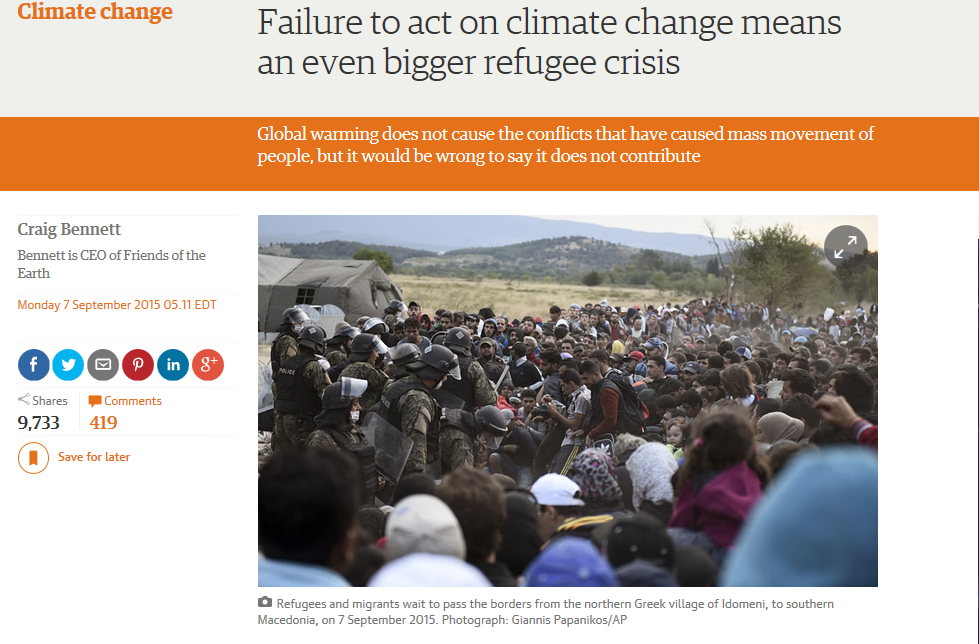 Climate change
Failure to act on climate change means
an even bigger refugee crisis
Global warming does not cause the conflicts that have caused mass movement of
people, but it would be wrong to say it does not contribute
Craig Bennett
Bennett is CEO of Friends of the
Earth
Monday 7 September 2015 05.11 EDT
f
p
in
g+
Shares
Comments
9,733
419
Save for later
POLICE
Refugees and migrants wait to pass the borders from the northern Greek village of Idomeni, to southern
Macedonia, on 7 September 2015. Photograph: Giannis Papanikos/AP